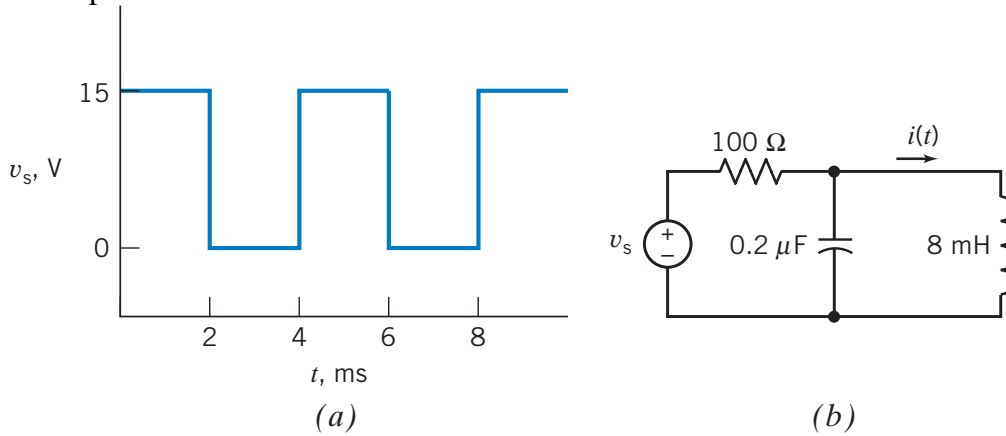 15
v_s, V
0
2 4 6 8
t, ms
(a)
100 Ω
i(t)
v_s
+
−
0.2 μF
8 mH
(b)